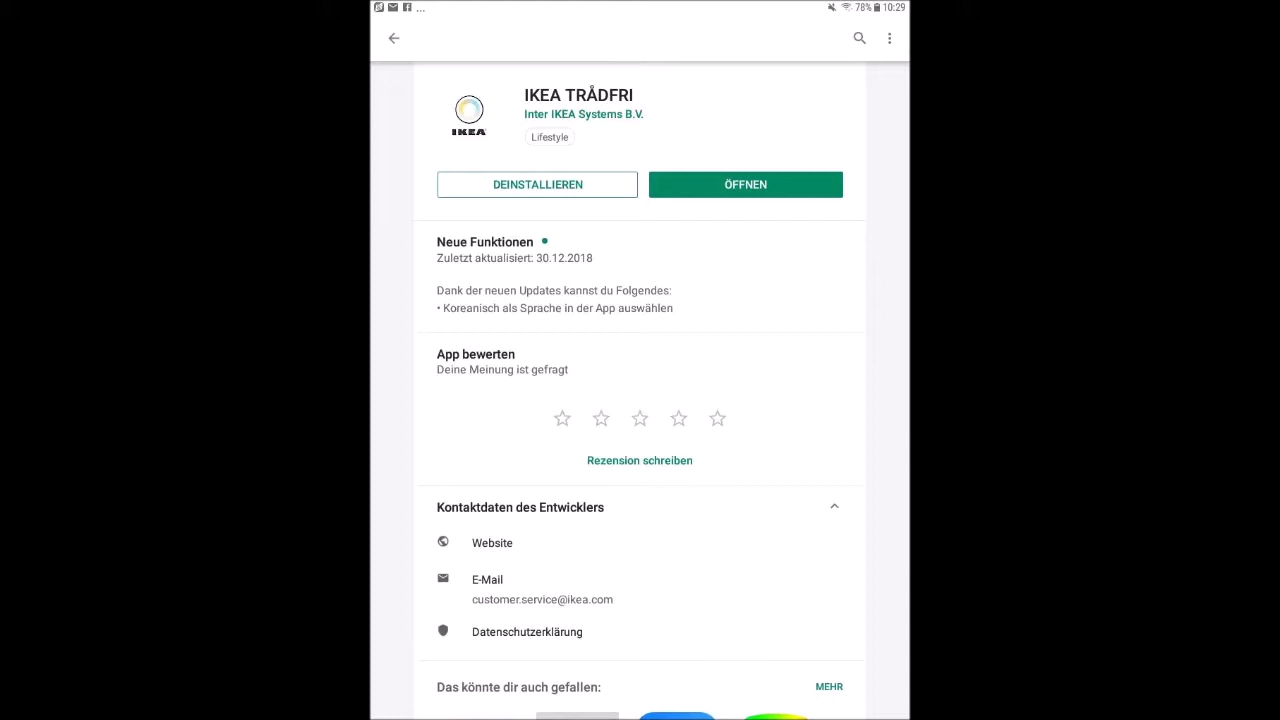 ... 78% 10:29
IKEA TRÅDFRI
Inter IKEA Systems B.V.
IKEA
Lifestyle
DEINSTALLIEREN ÖFFNEN
Neue Funktionen
Zuletzt aktualisiert: 30.12.2018
Dank der neuen Updates kannst du Folgendes:
• Koreanisch als Sprache in der App auswählen
App bewerten
Deine Meinung ist gefragt
Rezension schreiben
Kontaktdaten des Entwicklers
Website
E-Mail
customer.service@ikea.com
Datenschutzerklärung
Das könnte dir auch gefallen: MEHR